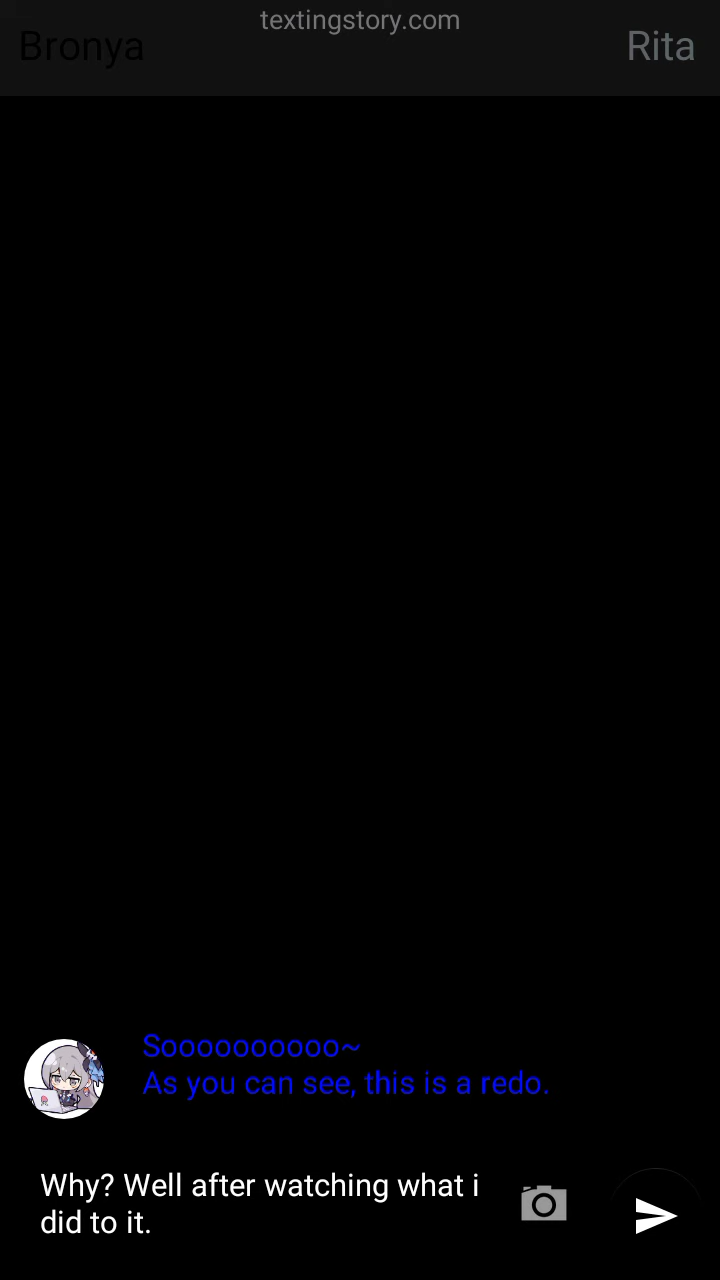 textingstory.com
Bronya
Rita
Soooooooooo~
As you can see, this is a redo.
Why? Well after watching what i
did to it.